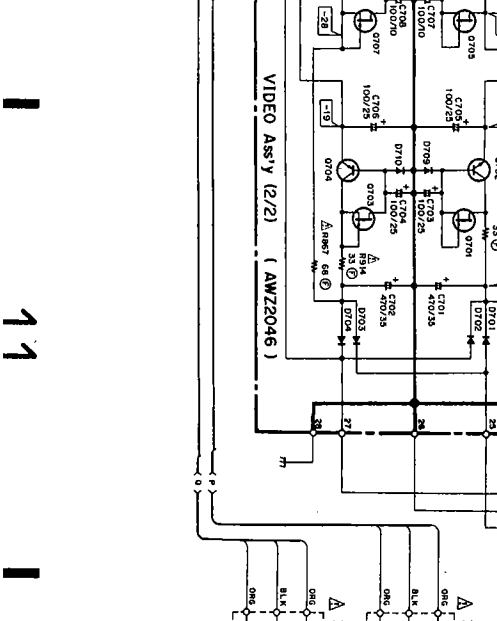 -28
Q707
C708
100/10
C707
100/10
Q705
-19
C706
100/25
C705
100/25
D710
D709
Q704
Q703
C704
100/25
C703
100/25
Q701
R867 68 Ⓕ
R914
33 Ⓕ
C702
470/35
C701
470/35
D704
D703
D702
D701
VIDEO Ass'y (2/2) ( AWZ2046 )
28
27
26
25
Q
P
ORG
BLK
ORG
ORG
BLK
ORG
11